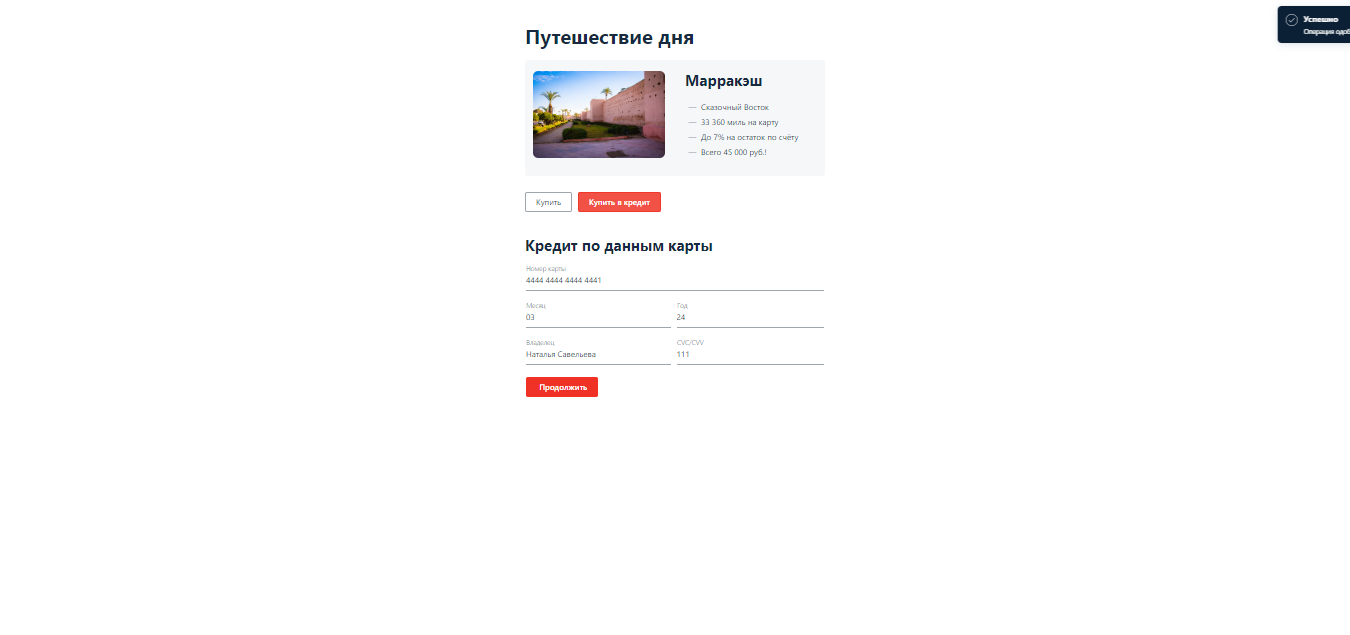 Успешно
Операция одоб
Путешествие дня
Марракэш
— Сказочный Восток
— 33 360 миль на карту
— До 7% на остаток по счёту
— Всего 45 000 руб.!
Купить Купить в кредит
Кредит по данным карты
Номер карты
4444 4444 4444 4441
Месяц Год
03 24
Владелец CVC/CVV
Наталья Савельева 111
Продолжить